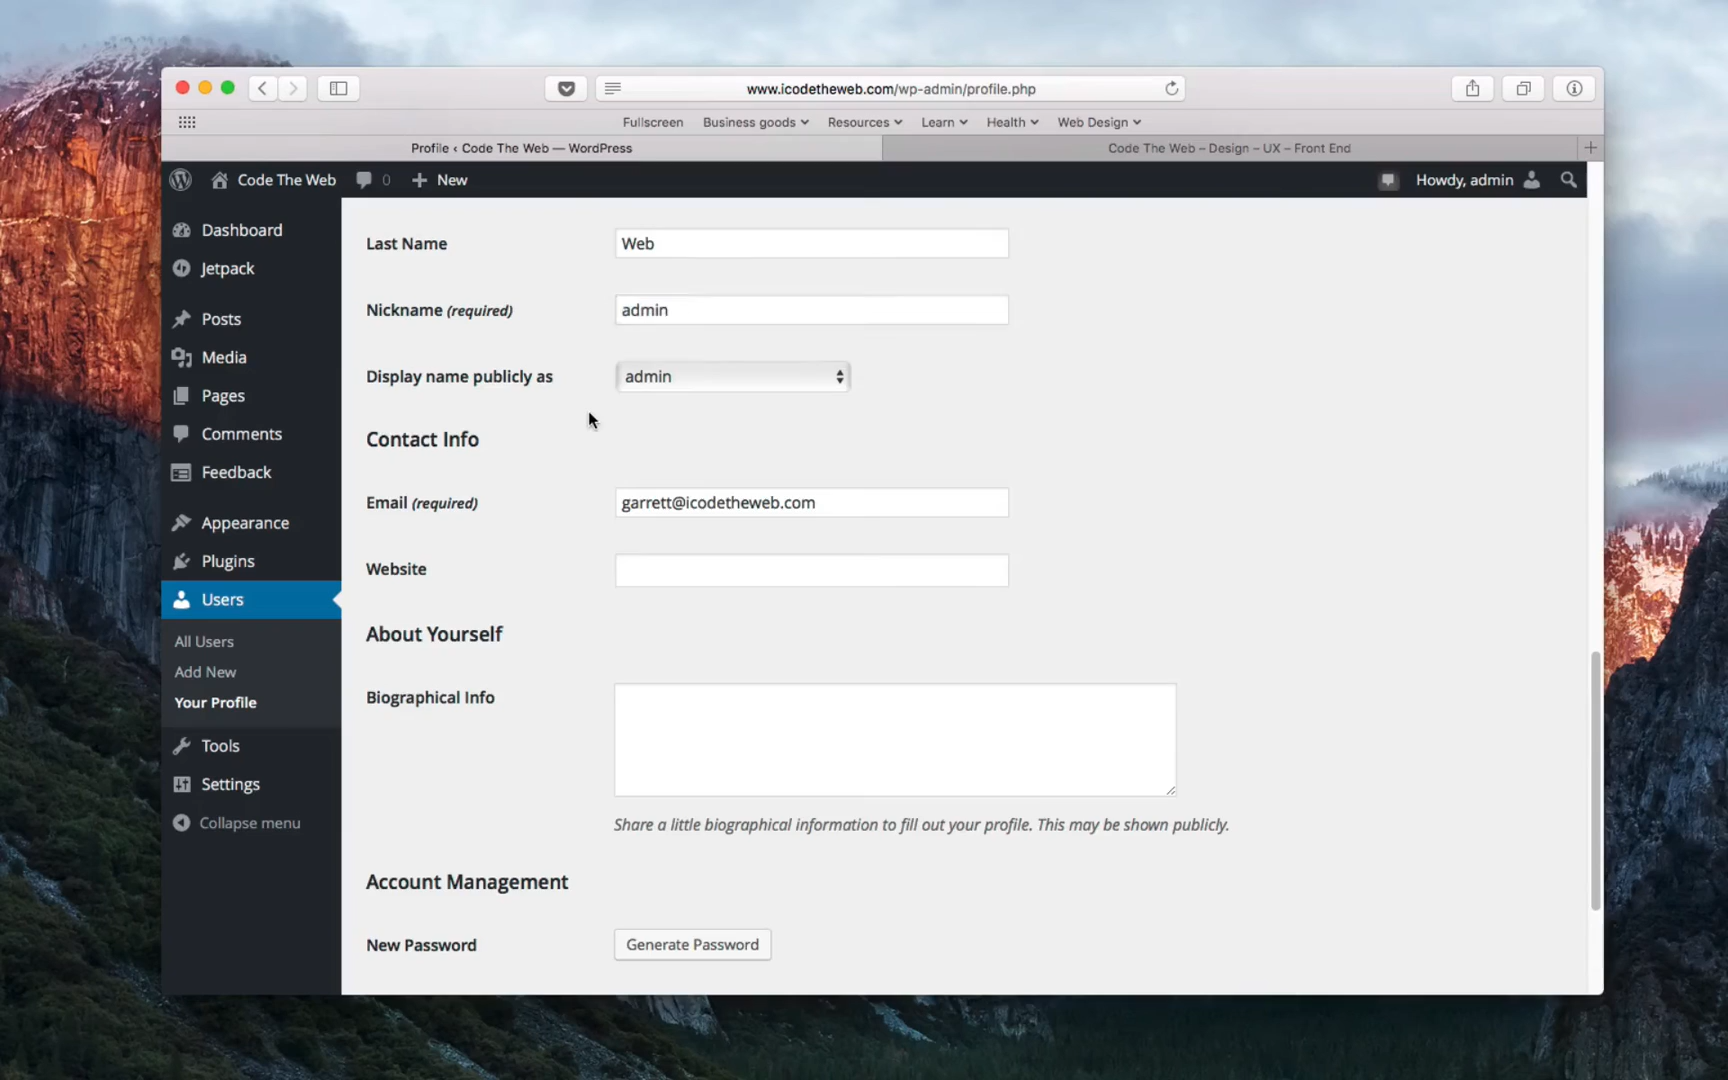 www.icodetheweb.com/wp-admin/profile.php
Fullscreen Business goods Resources Learn Health Web Design
Profile ‹ Code The Web — WordPress
Code The Web – Design – UX – Front End
Code The Web 0 + New Howdy, admin
Dashboard
Jetpack
Posts
Media
Pages
Comments
Feedback
Appearance
Plugins
Users
All Users
Add New
Your Profile
Tools
Settings
Collapse menu
Last Name Web
Nickname (required) admin
Display name publicly as admin
Contact Info
Email (required) garrett@icodetheweb.com
Website
About Yourself
Biographical Info
Share a little biographical information to fill out your profile. This may be shown publicly.
Account Management
New Password Generate Password